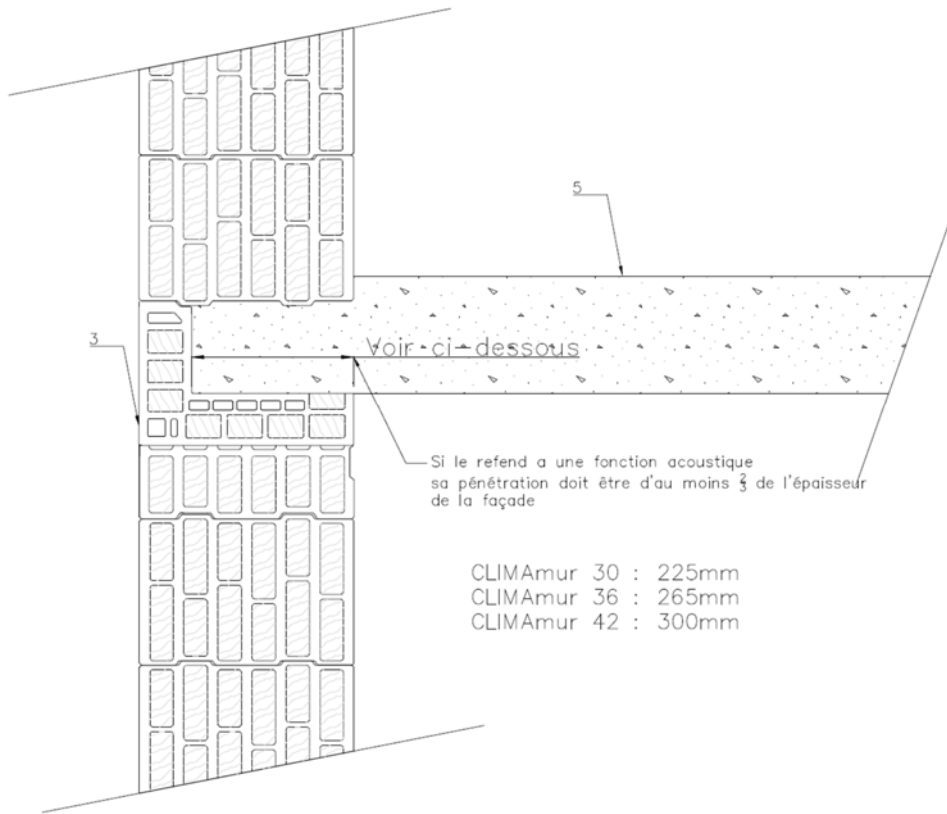 5
3
Voir ci-dessous
Si le refend a une fonction acoustique
sa pénétration doit être d'au moins 2/3 de l'épaisseur
de la façade
CLIMAmur 30 : 225mm
CLIMAmur 36 : 265mm
CLIMAmur 42 : 300mm